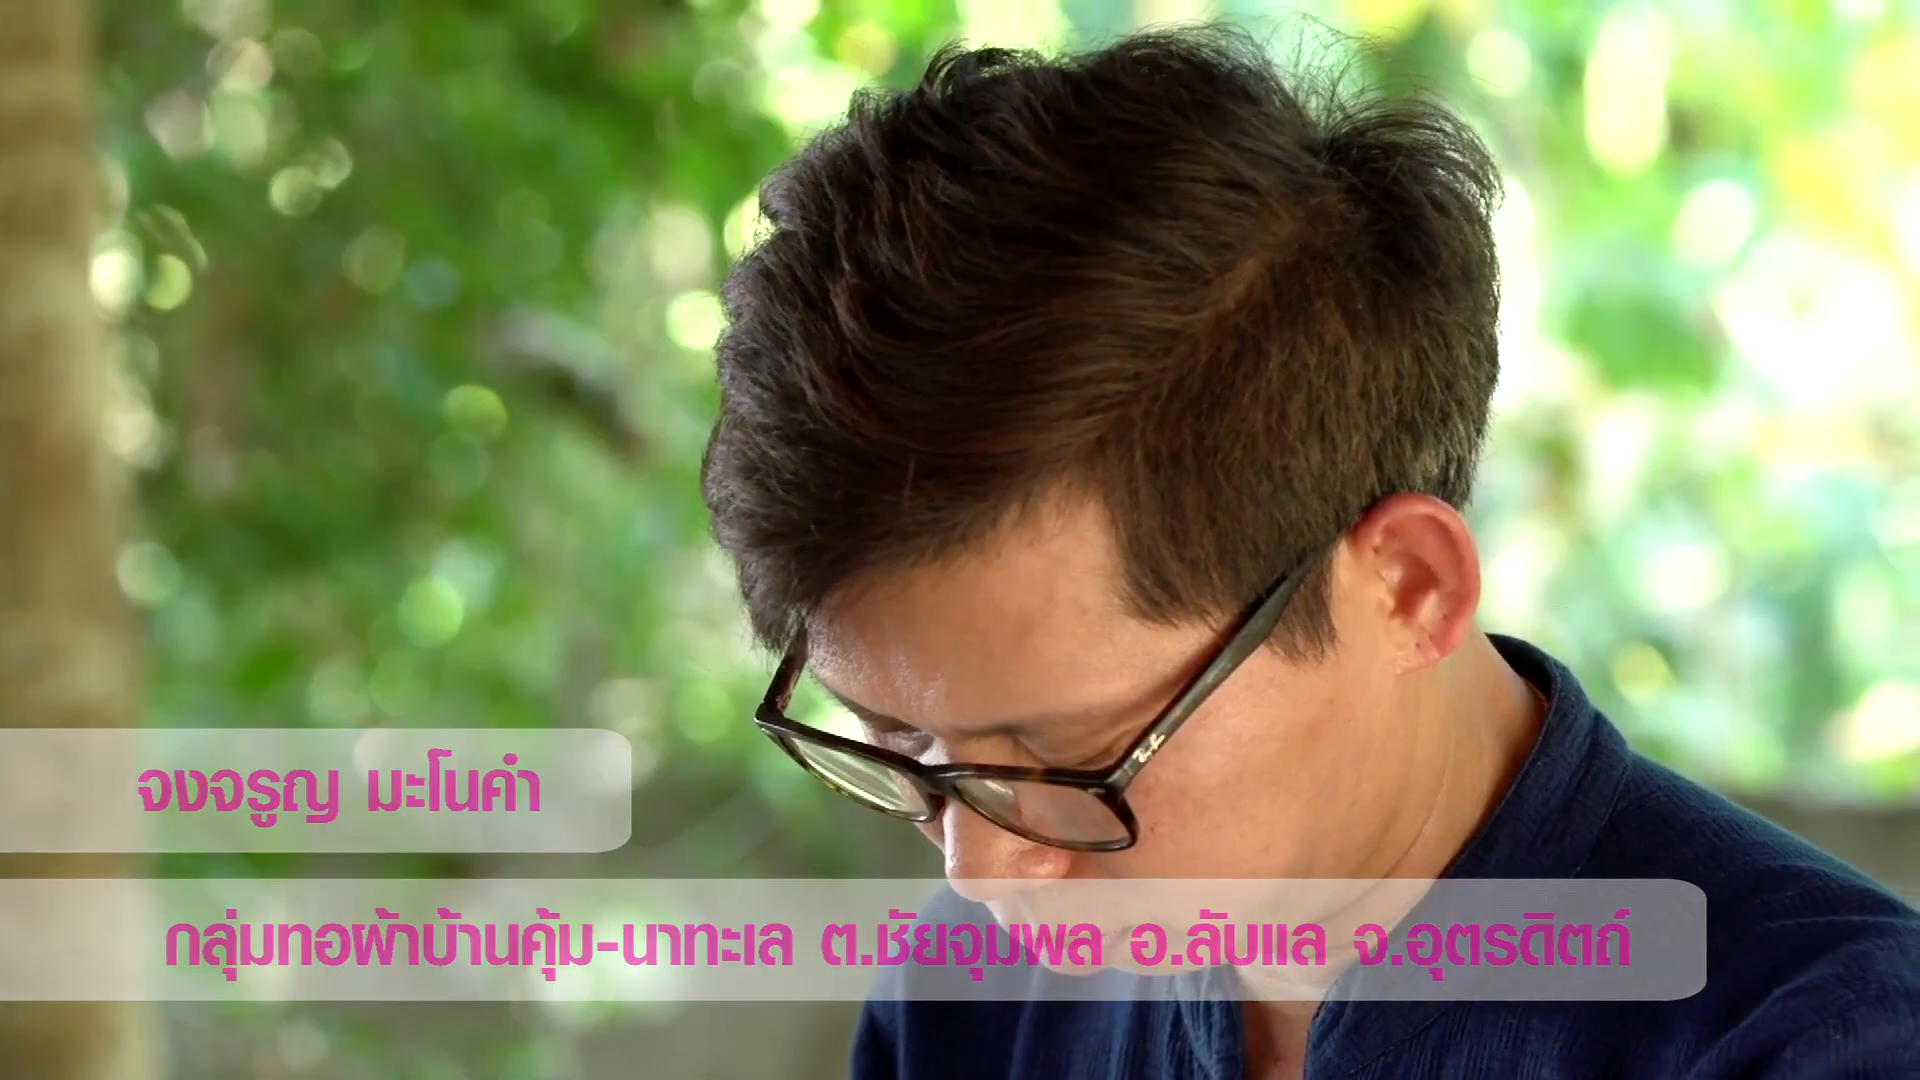 จงจรูญ มะโนคำ
กลุ่มทอผ้าบ้านคุ้ม-นาทะเล ต.ชัยจุมพล อ.ลับแล จ.อุตรดิตถ์
Ray-Ban